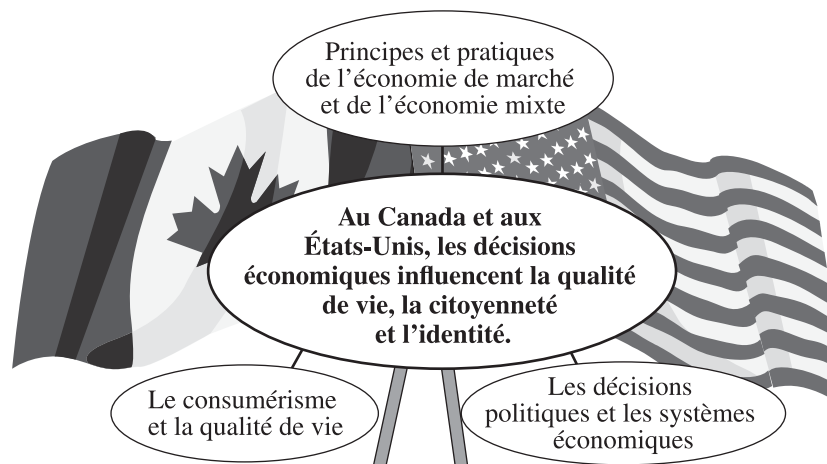 Principes et pratiques
de l’économie de marché
et de l’économie mixte
Au Canada et aux
États-Unis, les décisions
économiques influencent la qualité
de vie, la citoyenneté
et l’identité.
Le consumérisme
et la qualité de vie
Les décisions
politiques et les systèmes
économiques